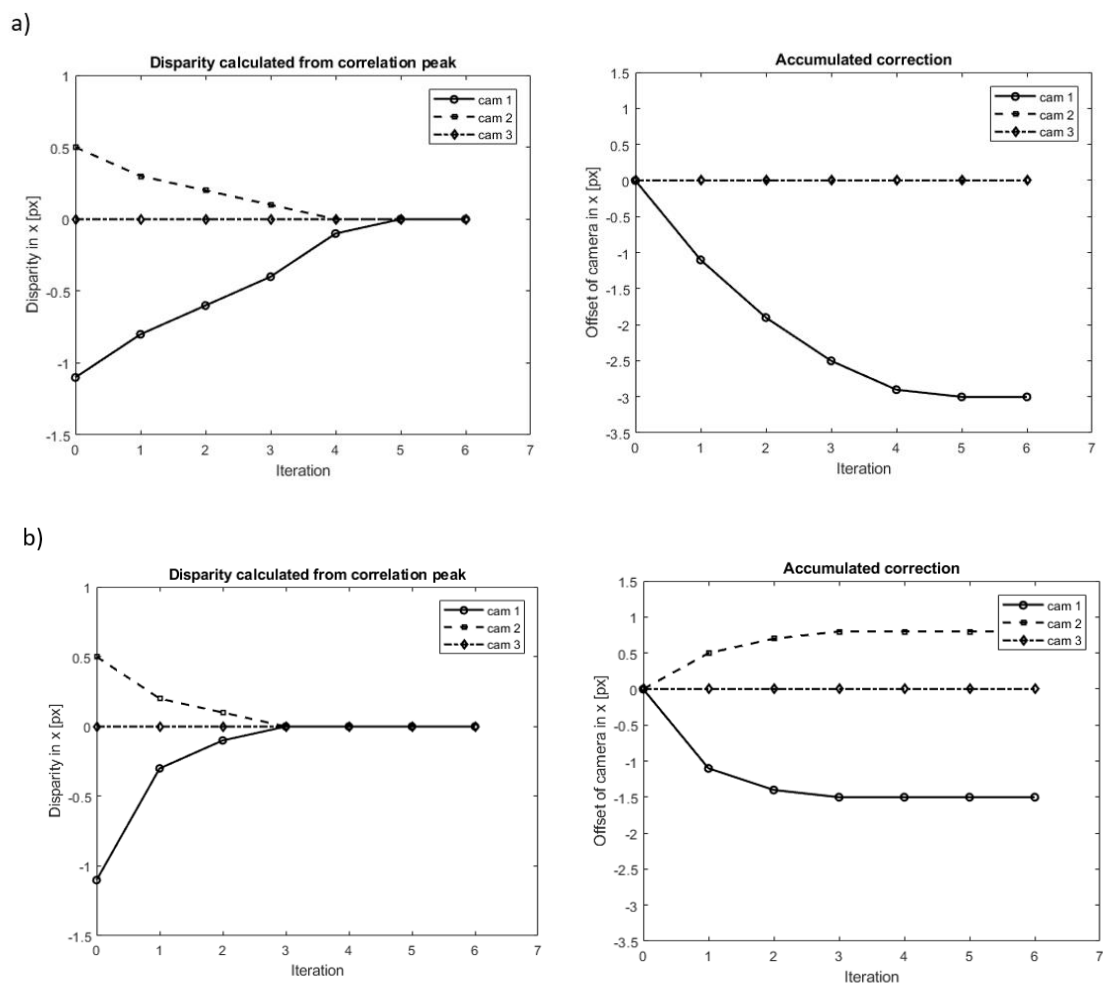 a)
Disparity calculated from correlation peak
1
0.5
0
-0.5
-1
-1.5
0 1 2 3 4 5 6 7
Disparity in x [px]
Iteration
cam 1
cam 2
cam 3
Accumulated correction
1.5
1
0.5
0
-0.5
-1
-1.5
-2
-2.5
-3
-3.5
0 1 2 3 4 5 6 7
Offset of camera in x [px]
Iteration
cam 1
cam 2
cam 3
b)
Disparity calculated from correlation peak
1
0.5
0
-0.5
-1
-1.5
0 1 2 3 4 5 6 7
Disparity in x [px]
Iteration
cam 1
cam 2
cam 3
Accumulated correction
1.5
1
0.5
0
-0.5
-1
-1.5
-2
-2.5
-3
-3.5
0 1 2 3 4 5 6 7
Offset of camera in x [px]
Iteration
cam 1
cam 2
cam 3